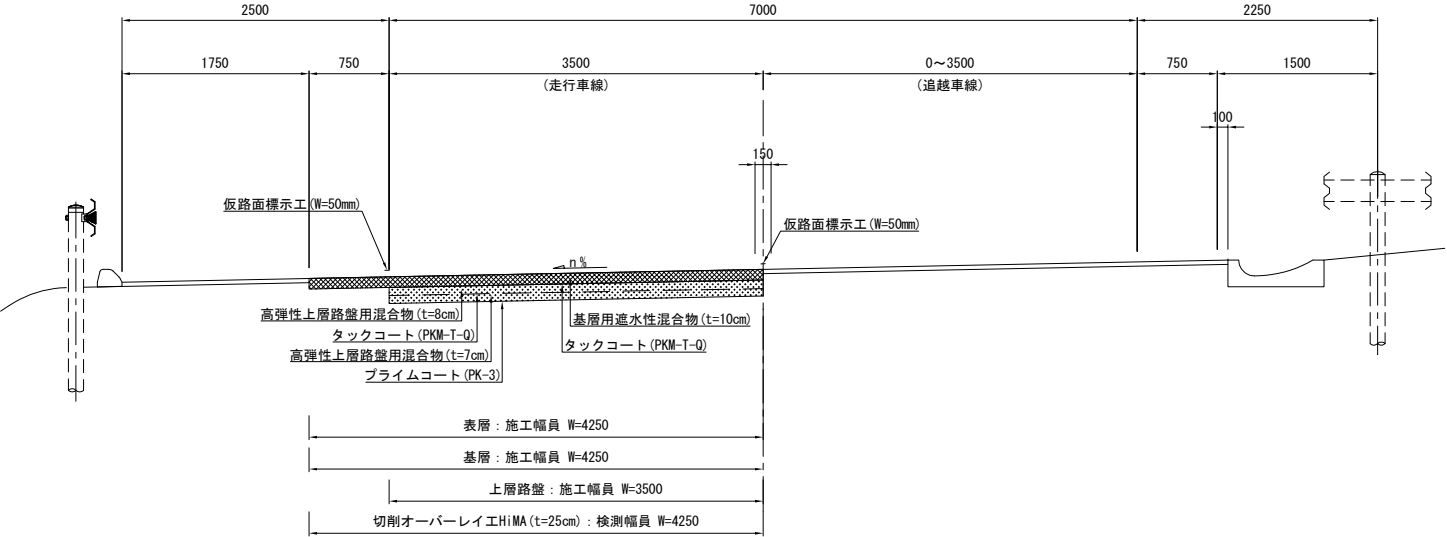 2500 7000 2250
1750 750 3500 0～3500 750 1500
(走行車線) (追越車線)
100
150
仮路面標示工(W=50mm)
仮路面標示工(W=50mm)
n%
高弾性上層路盤用混合物(t=8cm)
基層用遮水性混合物(t=10cm)
タックコート(PKM-T-Q)
タックコート(PKM-T-Q)
高弾性上層路盤用混合物(t=7cm)
プライムコート(PK-3)
表層：施工幅員 W=4250
基層：施工幅員 W=4250
上層路盤：施工幅員 W=3500
切削オーバーレイ工HiMA(t=25cm)：検測幅員 W=4250